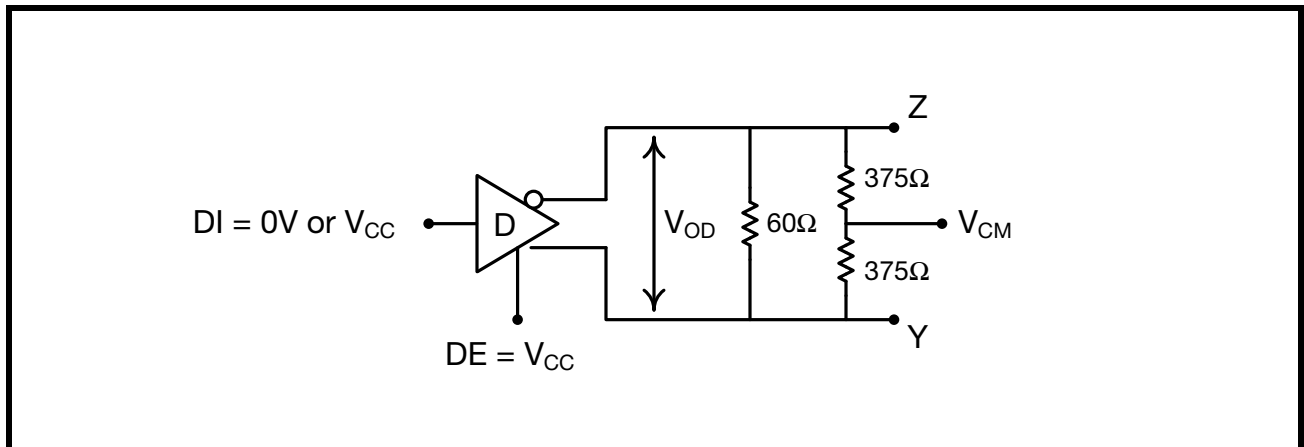 Z
375Ω
DI = 0V or VCC
D
VOD
60Ω
VCM
375Ω
Y
DE = VCC